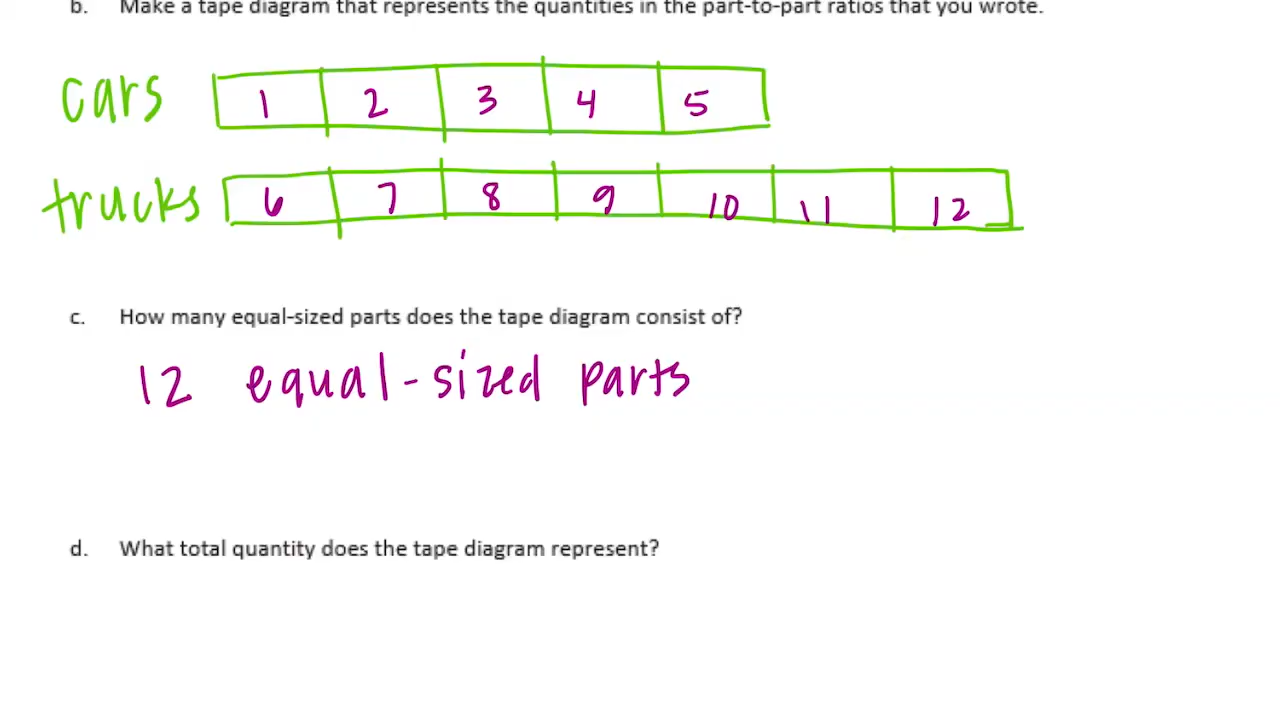 b. Make a tape diagram that represents the quantities in the part-to-part ratios that you wrote.
cars 1 2 3 4 5
trucks 6 7 8 9 10 11 12
c. How many equal-sized parts does the tape diagram consist of?
12 equal-sized parts
d. What total quantity does the tape diagram represent?